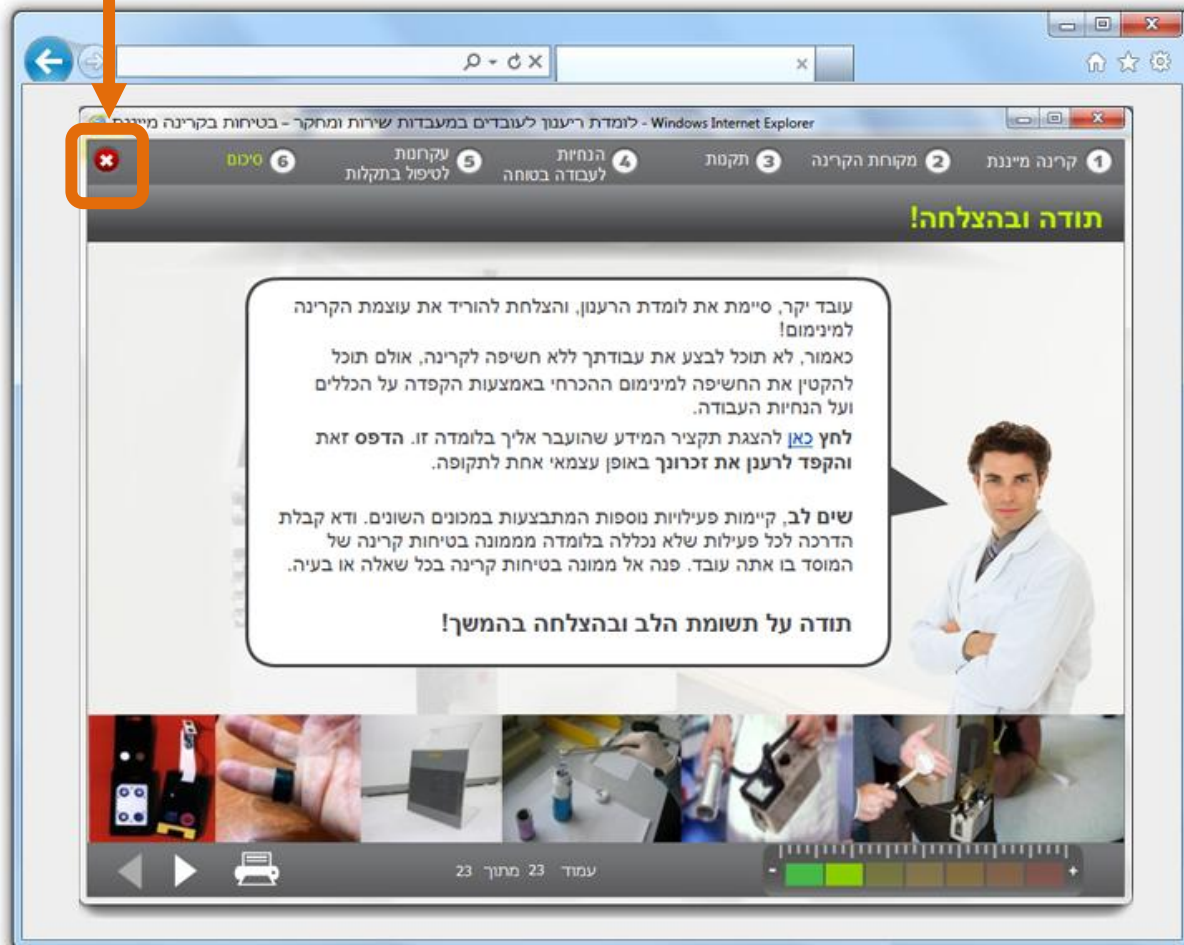 לומדת ריענון לעובדים במעבדות שירות ומחקר – בטיחות בקרינה מייננת - Windows Internet Explorer
1 קרינה מייננת
2 מקורות הקרינה
3 תקנות
4 הנחיות לעבודה בטוחה
5 עקרונות לטיפול בתקלות
6 סיכום
תודה ובהצלחה!
עובד יקר, סיימת את לומדת הרענון, והצלחת להוריד את עוצמת הקרינה
למינימום!
כאמור, לא תוכל לבצע את עבודתך ללא חשיפה לקרינה, אולם תוכל
להקטין את החשיפה למינימום ההכרחי באמצעות הקפדה על הכללים
ועל הנחיות העבודה.
לחץ כאן להצגת תקציר המידע שהועבר אליך בלומדה זו. הדפס זאת
והקפד לרענן את זכרונך באופן עצמאי אחת לתקופה.
שים לב, קיימות פעילויות נוספות המתבצעות במכונים השונים. ודא קבלת
הדרכה לכל פעילות שלא נכללה בלומדה מממונה בטיחות קרינה של
המוסד בו אתה עובד. פנה אל ממונה בטיחות קרינה בכל שאלה או בעיה.
תודה על תשומת הלב ובהצלחה בהמשך!
עמוד 23 מתוך 23
- +